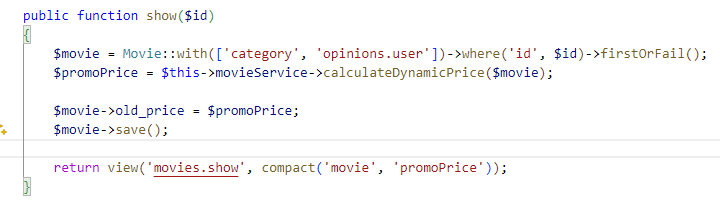 public function show($id)
{
$movie = Movie::with(['category', 'opinions.user'])->where('id', $id)->firstOrFail();
$promoPrice = $this->movieService->calculateDynamicPrice($movie);
$movie->old_price = $promoPrice;
$movie->save();
return view('movies.show', compact('movie', 'promoPrice'));
}